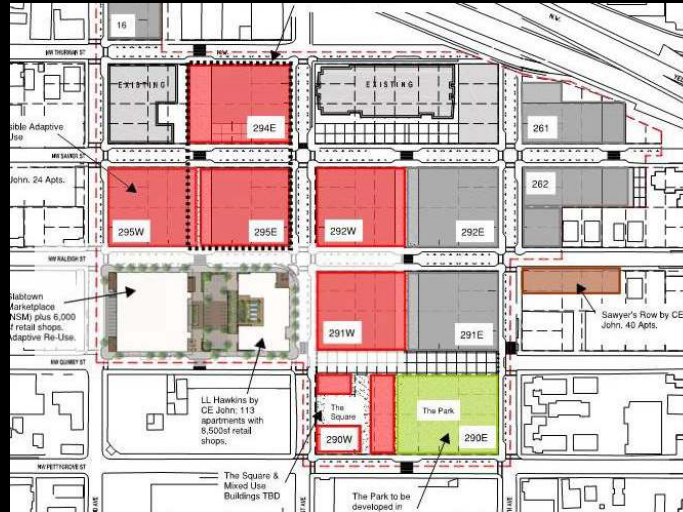 16
N.W.
NW THURMAN ST
N.W.
EXISTING
EXISTING
294E
261
sible Adaptive
Use
NW SAVIER ST
John. 24 Apts.
262
295W
295E
292W
292E
NW RALEIGH ST
Slabtown
Marketplace
(NSM) plus 6,000
sf retail shops.
Adaptive Re-Use.
291W
291E
Sawyer's Row by CE
John. 40 Apts.
NW QUIMBY ST
LL Hawkins by
CE John; 113
apartments with
8,500sf retail
shops.
The
Square
The Park
290W
290E
NW PETTYGROVE ST
The Square &
Mixed Use
Buildings TBD
The Park to be
developed in